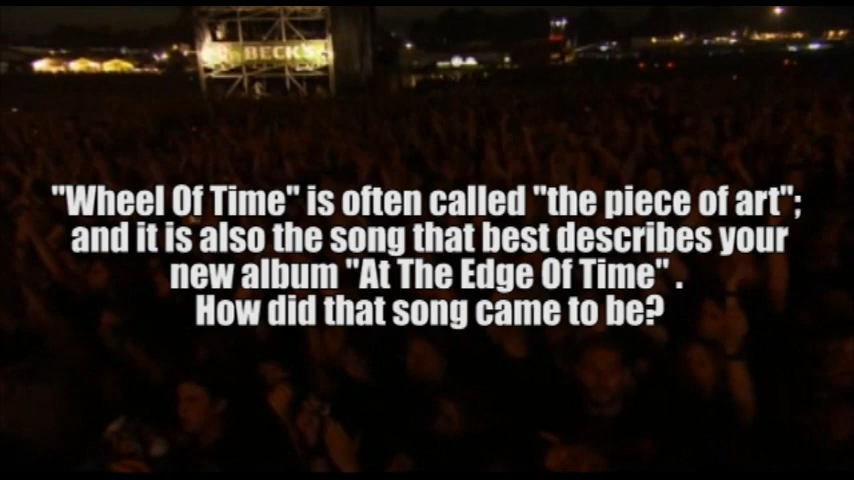 BECK'S
"Wheel Of Time" is often called "the piece of art";
and it is also the song that best describes your
new album "At The Edge Of Time" .
How did that song came to be?